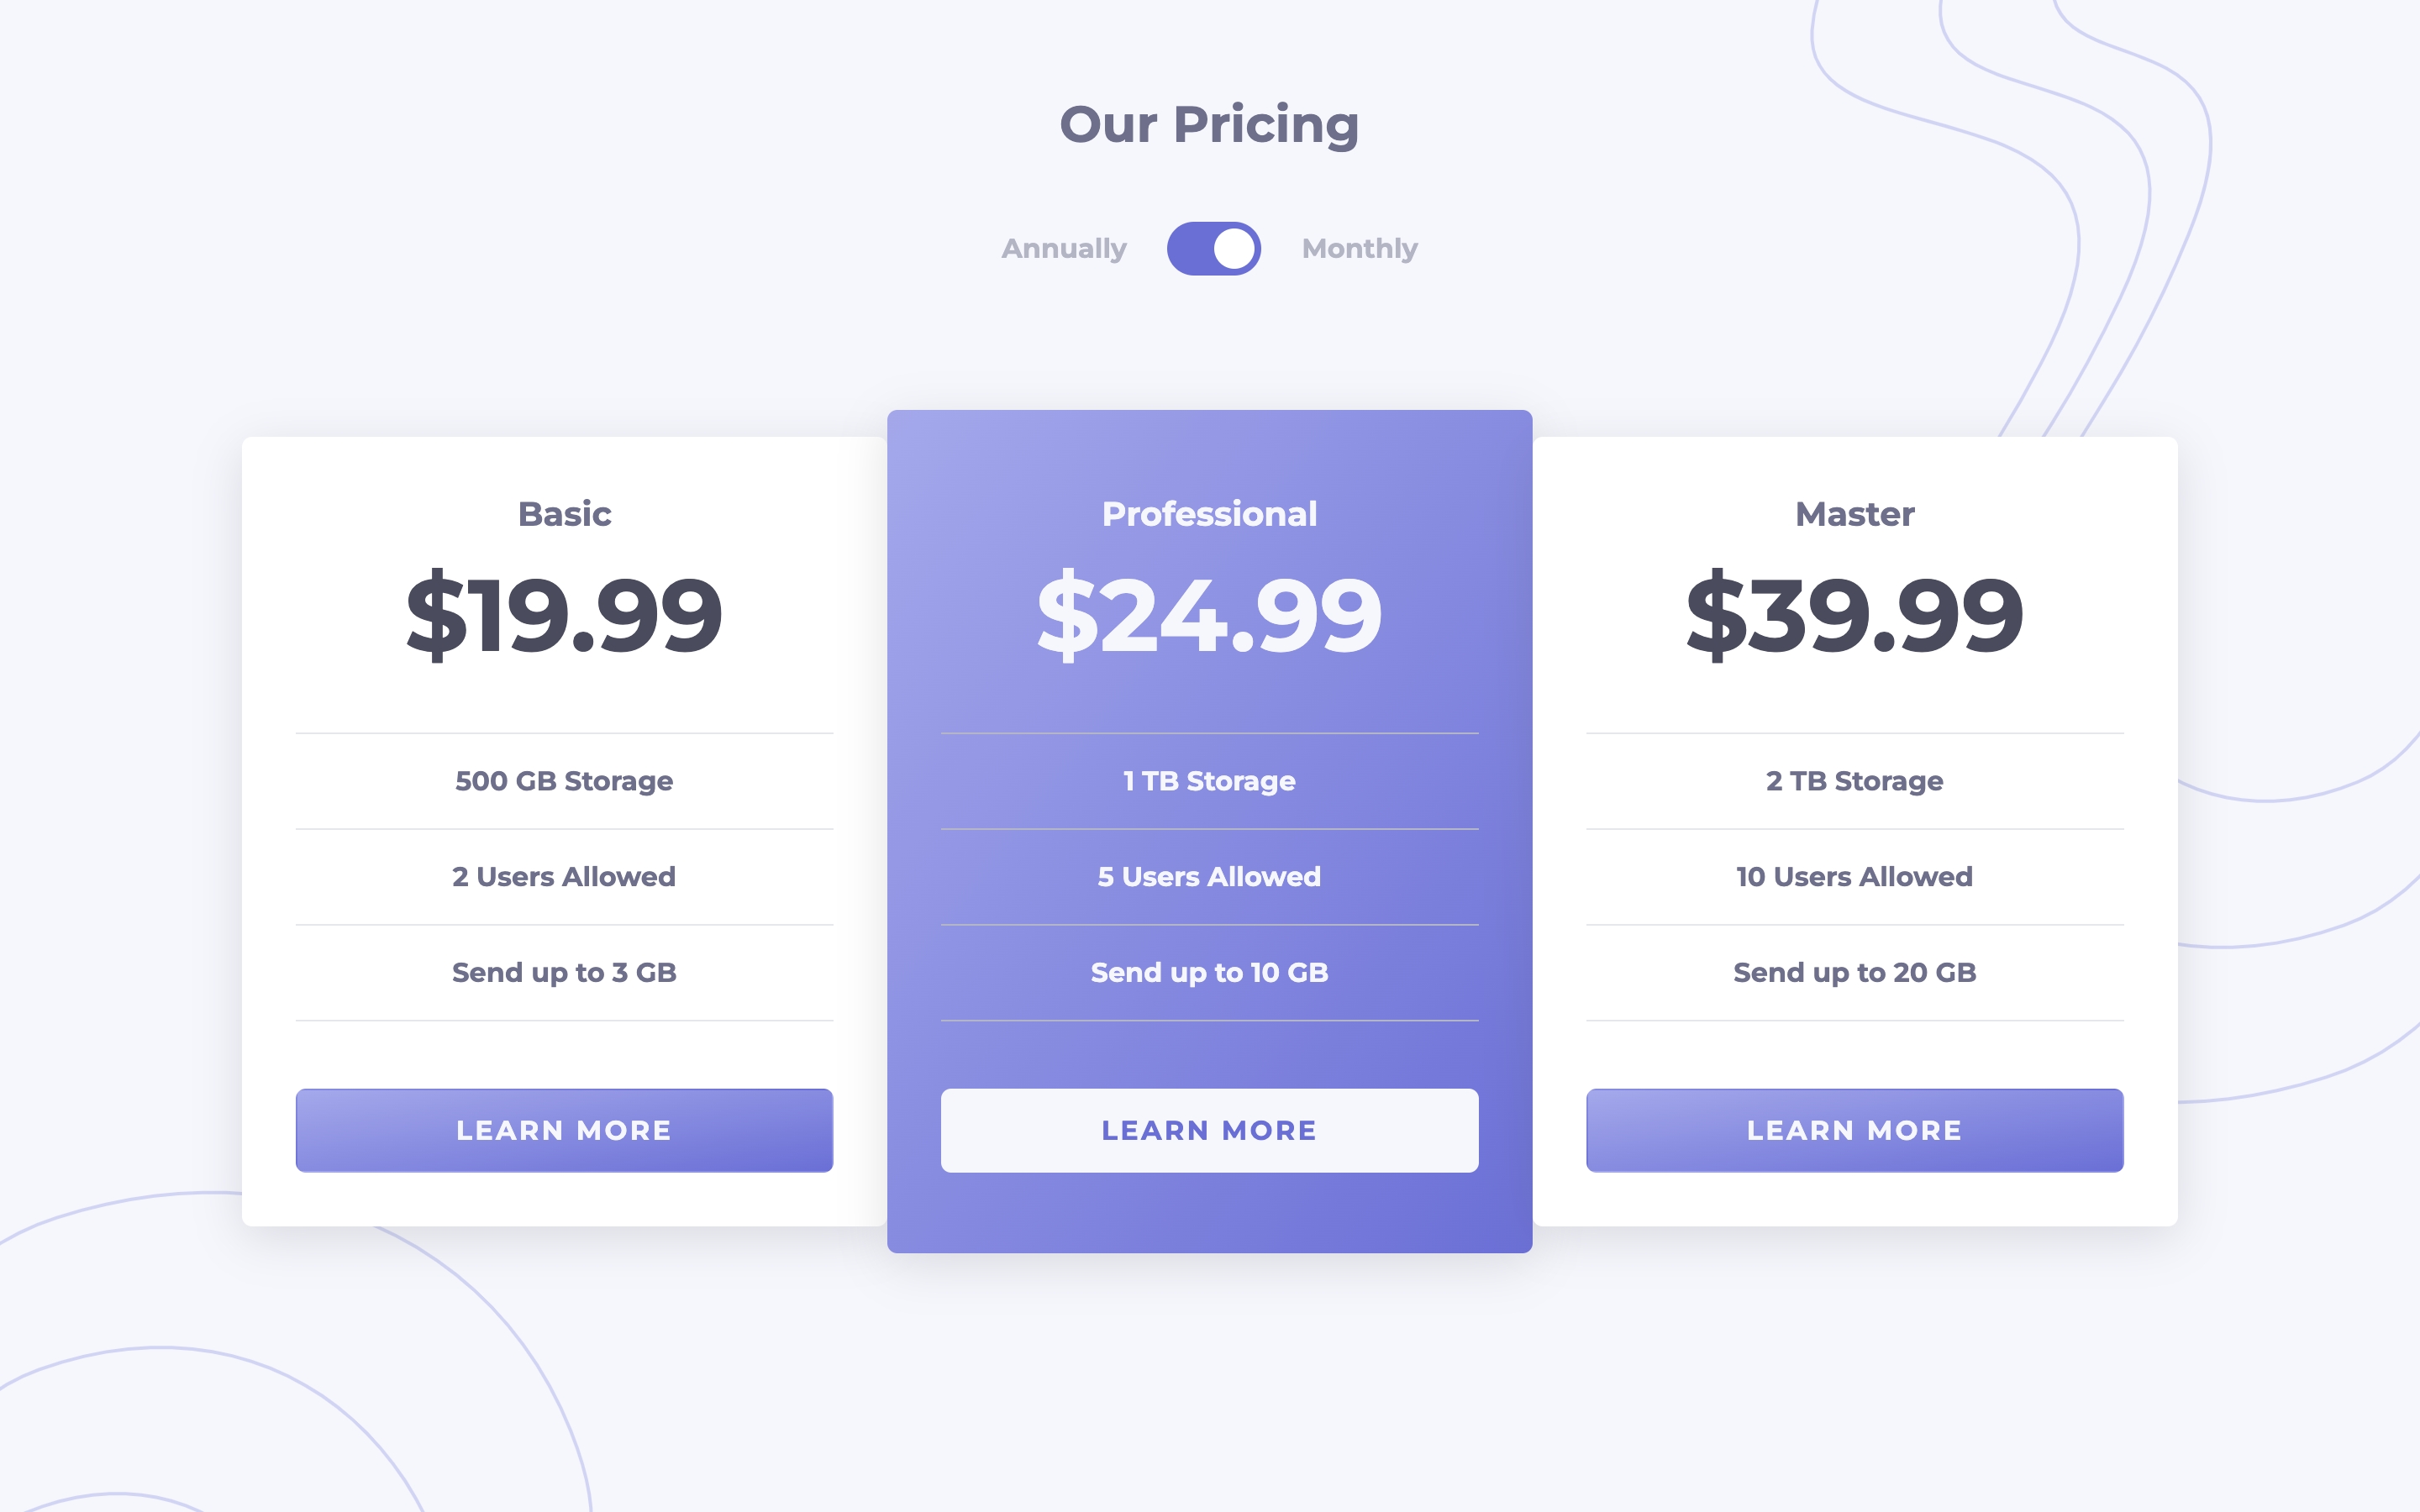 Our Pricing
Annually
Monthly
Basic
$19.99
500 GB Storage
2 Users Allowed
Send up to 3 GB
LEARN MORE
Professional
$24.99
1 TB Storage
5 Users Allowed
Send up to 10 GB
LEARN MORE
Master
$39.99
2 TB Storage
10 Users Allowed
Send up to 20 GB
LEARN MORE